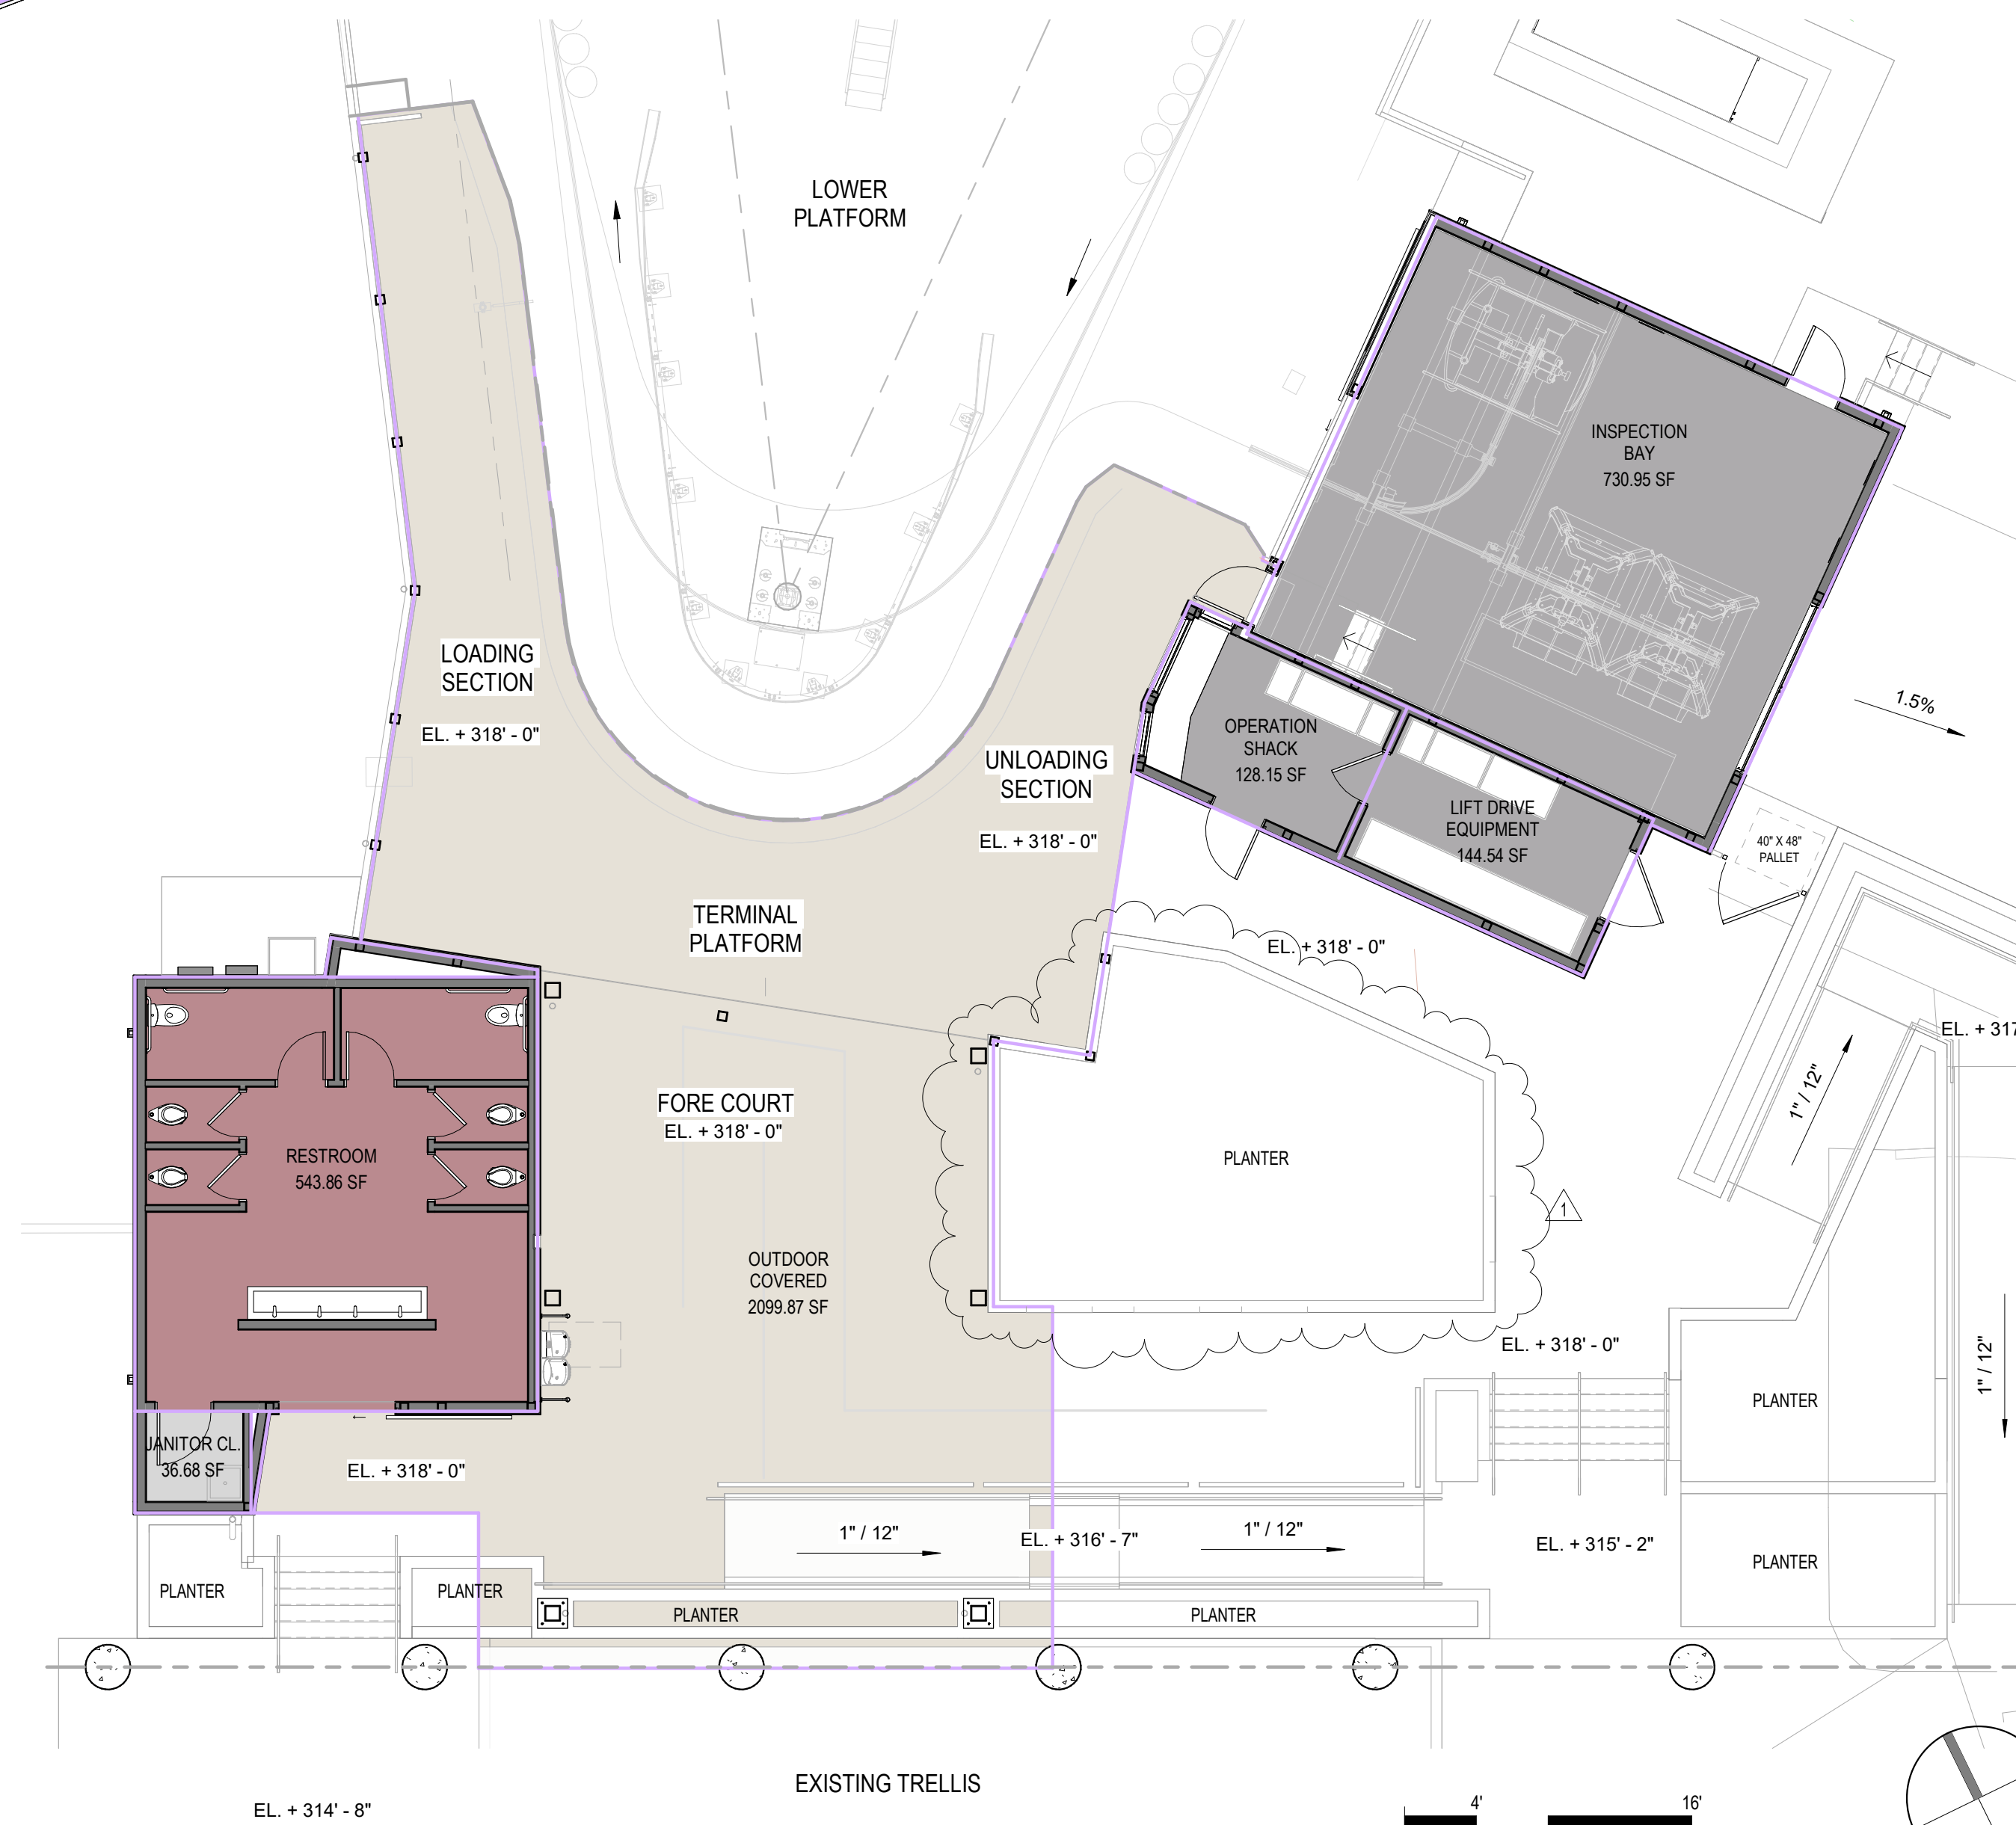 LOWER
PLATFORM
INSPECTION
BAY
730.95 SF
LOADING
SECTION
EL. + 318' - 0"
UNLOADING
SECTION
EL. + 318' - 0"
OPERATION
SHACK
128.15 SF
LIFT DRIVE
EQUIPMENT
144.54 SF
1.5%
40" X 48"
PALLET
TERMINAL
PLATFORM
EL. + 318' - 0"
EL. + 317
FORE COURT
EL. + 318' - 0"
1" / 12"
RESTROOM
543.86 SF
PLANTER
1
OUTDOOR
COVERED
2099.87 SF
EL. + 318' - 0"
1" / 12"
PLANTER
JANITOR CL.
36.68 SF
EL. + 318' - 0"
1" / 12"
EL. + 316' - 7"
1" / 12"
EL. + 315' - 2"
PLANTER
PLANTER
PLANTER
PLANTER
PLANTER
EXISTING TRELLIS
EL. + 314' - 8"
4'
16'